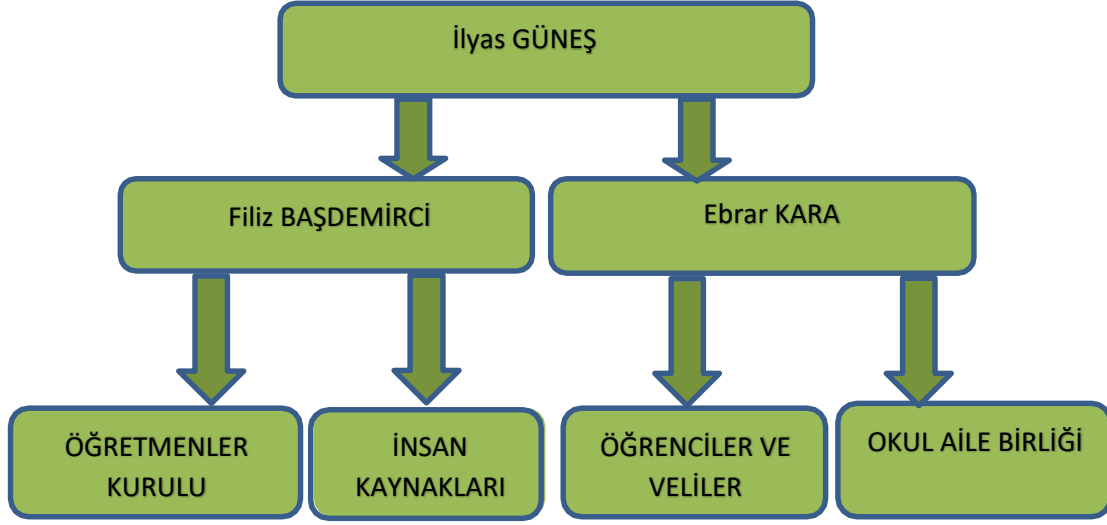 İlyas GÜNEŞ
Filiz BAŞDEMİRCİ
Ebrar KARA
ÖĞRETMENLER
KURULU
İNSAN
KAYNAKLARI
ÖĞRENCİLER VE
VELİLER
OKUL AİLE BİRLİĞİ